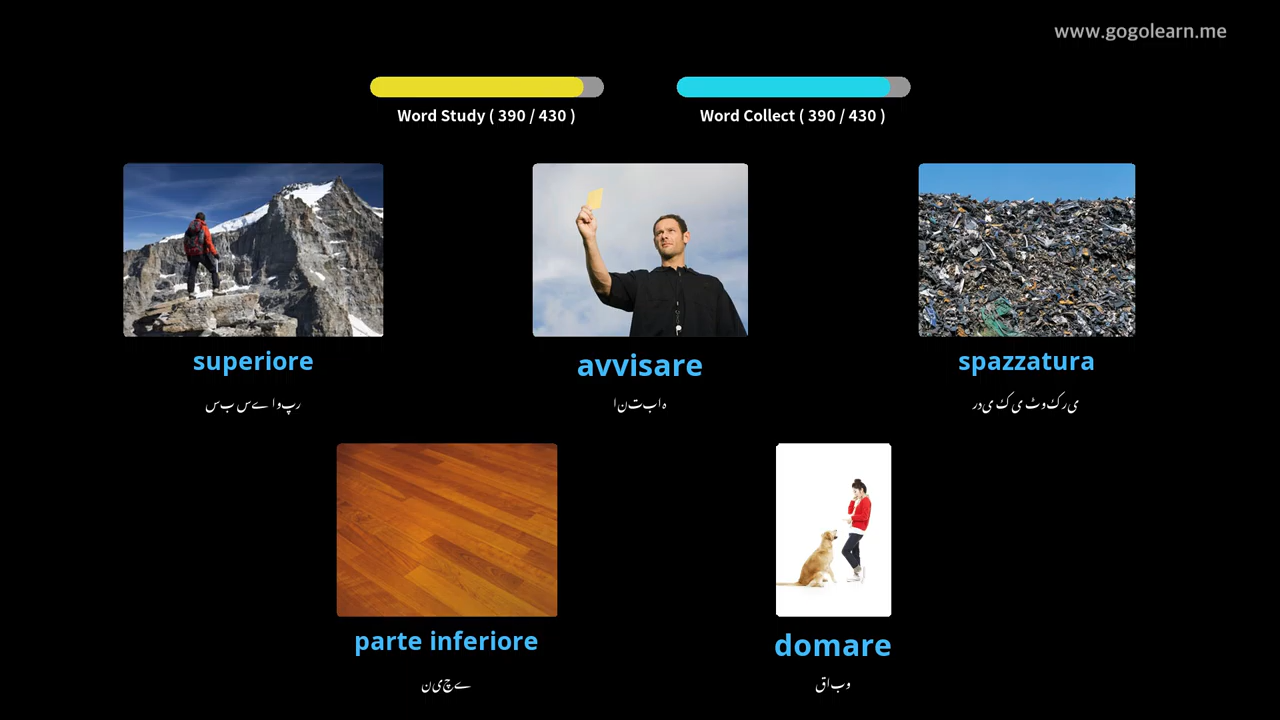 www.gogolearn.me
Word Study ( 390 / 430 )
Word Collect ( 390 / 430 )
superiore
avvisare
spazzatura
سب سے اوپر
انتباہ
ردی کی ٹوکری
parte inferiore
domare
نیچے
قابو